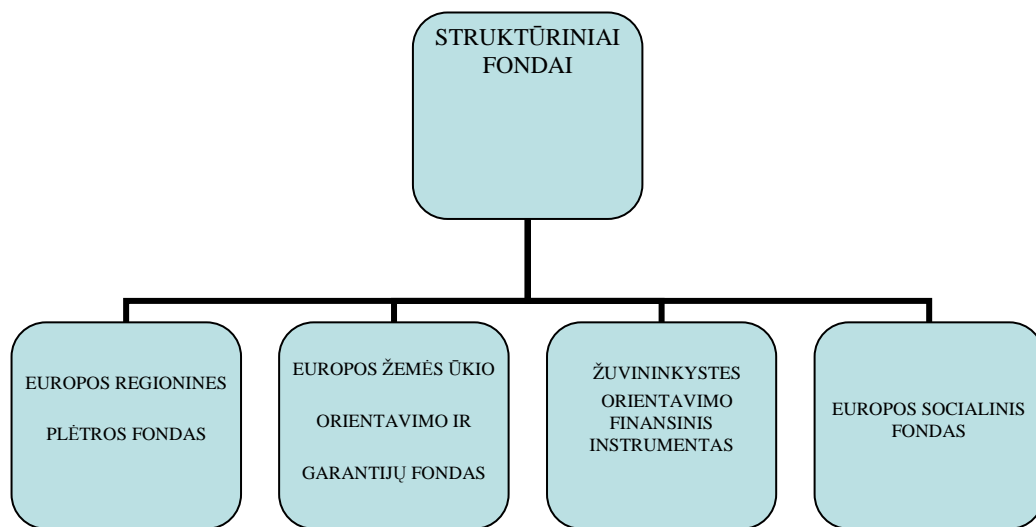 STRUKTŪRINIAI
FONDAI
EUROPOS REGIONINES
PLĖTROS FONDAS
EUROPOS ŽEMĖS ŪKIO
ORIENTAVIMO IR
GARANTIJŲ FONDAS
ŽUVININKYSTES
ORIENTAVIMO
FINANSINIS
INSTRUMENTAS
EUROPOS SOCIALINIS
FONDAS